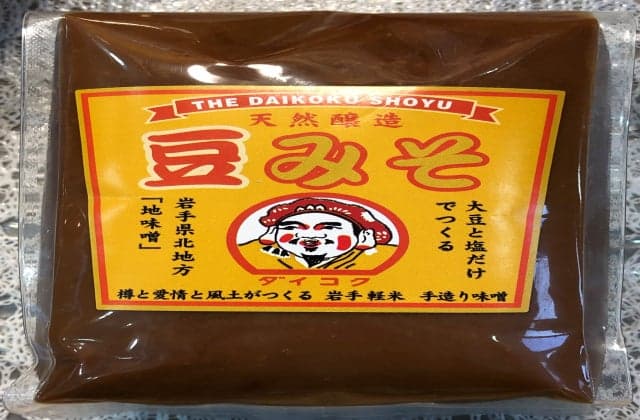 THE DAIKOKU SHOYU
天然醸造
豆みそ
大豆と塩だけ
でつくる
岩手県北地方
「地味噌」
ダイコク
樽と愛情と風土がつくる 岩手軽米 手造り味噌